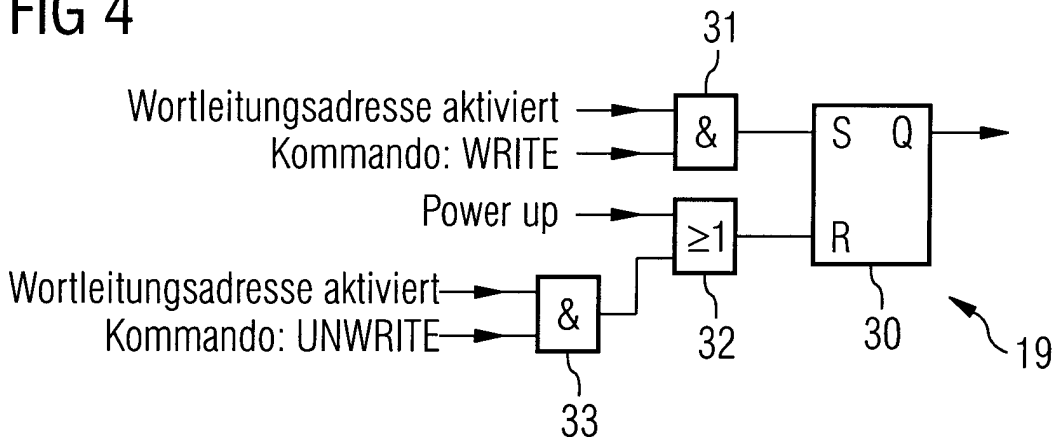 FIG 4
31
Wortleitungsadresse aktiviert
Kommando: WRITE
&
S Q
Power up
≥1
R
Wortleitungsadresse aktiviert
Kommando: UNWRITE
&
32
30
19
33